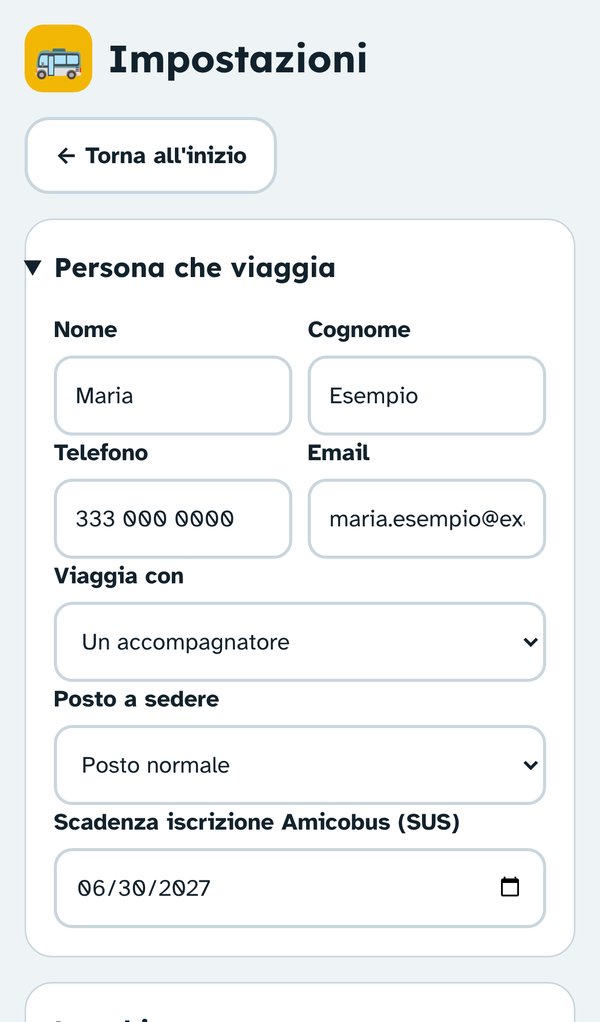 Impostazioni
← Torna all'inizio
▼ Persona che viaggia
Nome Cognome
Maria Esempio
Telefono Email
333 000 0000 maria.esempio@ex
Viaggia con
Un accompagnatore
Posto a sedere
Posto normale
Scadenza iscrizione Amicobus (SUS)
06/30/2027